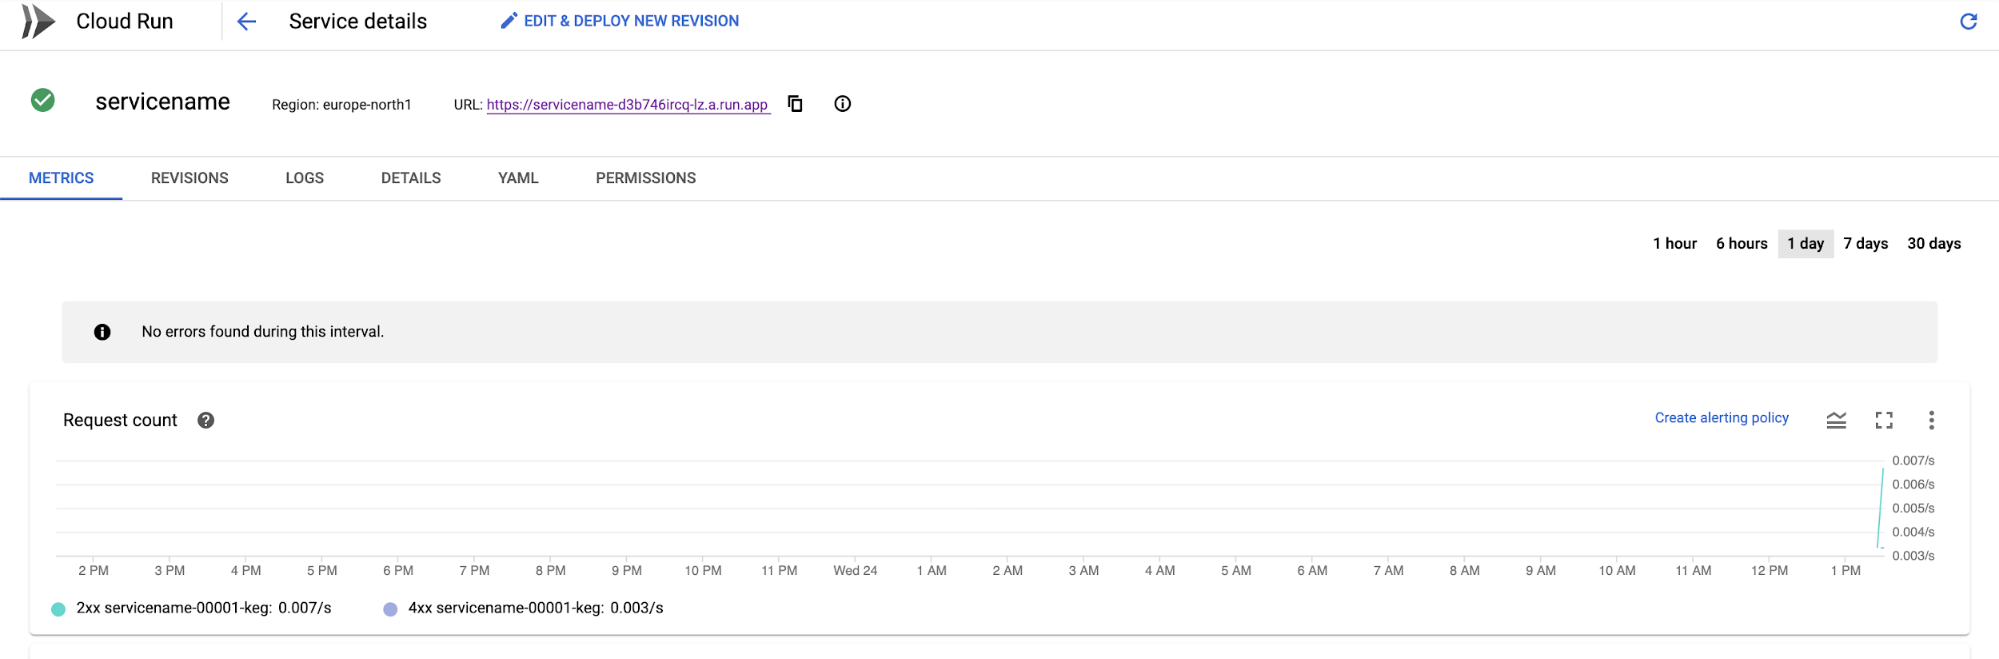 Cloud Run
Service details
EDIT & DEPLOY NEW REVISION
servicename
Region: europe-north1
URL: https://servicename-d3b746ircq-lz.a.run.app
METRICS REVISIONS LOGS DETAILS YAML PERMISSIONS
1 hour 6 hours 1 day 7 days 30 days
No errors found during this interval.
Request count
Create alerting policy
0.007/s
0.006/s
0.005/s
0.004/s
0.003/s
2 PM 3 PM 4 PM 5 PM 6 PM 7 PM 8 PM 9 PM 10 PM 11 PM Wed 24 1 AM 2 AM 3 AM 4 AM 5 AM 6 AM 7 AM 8 AM 9 AM 10 AM 11 AM 12 PM 1 PM
2xx servicename-00001-keg: 0.007/s 4xx servicename-00001-keg: 0.003/s